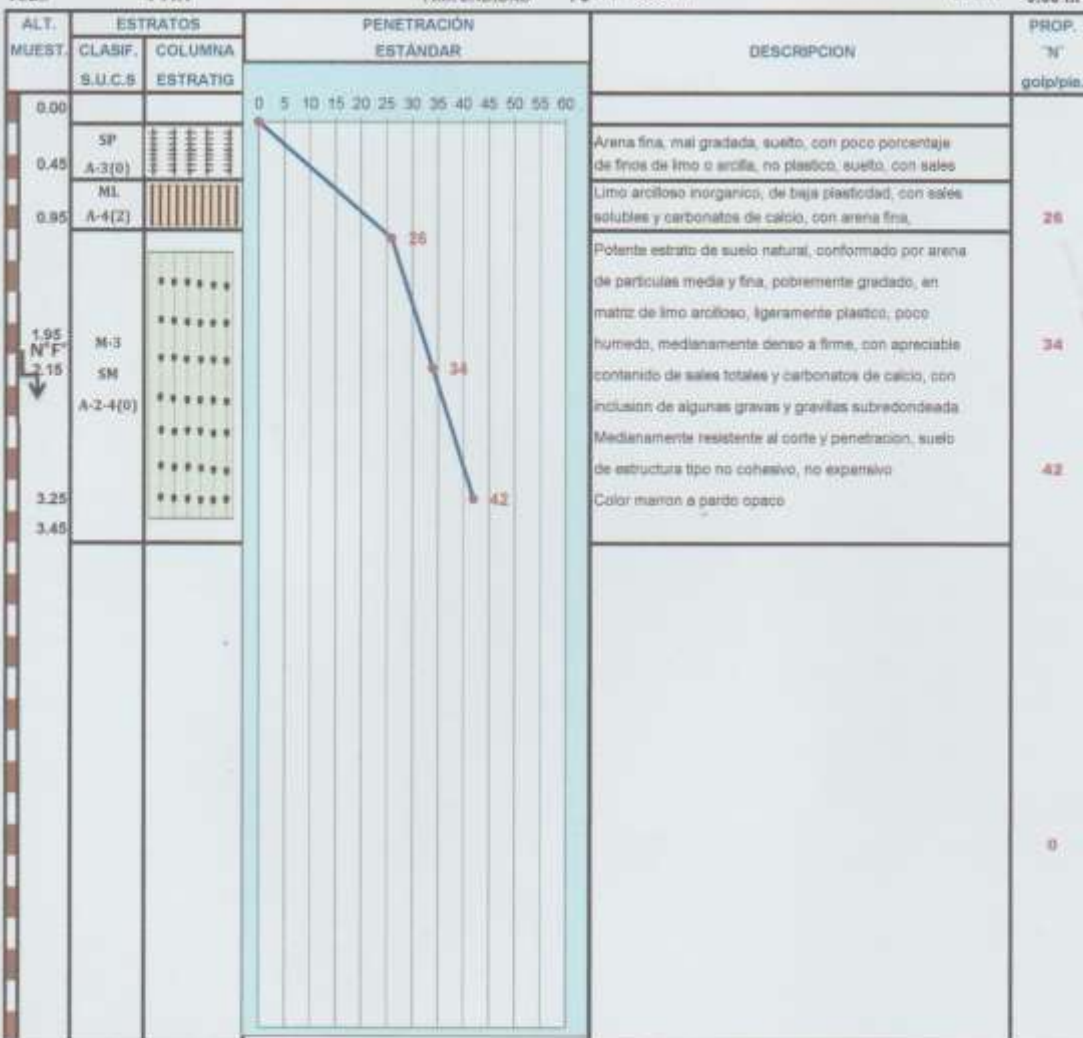 ALT.
MUEST.
ESTRATOS
CLASIF.
S.U.C.S
COLUMNA
ESTRATIG
PENETRACIÓN
ESTÁNDAR
DESCRIPCION
PROP.
"N"
golp/pie.
0 5 10 15 20 25 30 35 40 45 50 55 60
0.00
SP
A-3(0)
0.45
Arena fina, mal gradada, suelto, con poco porcentaje
de finos de limo o arcilla, no plastico, suelto, con sales
ML
A-4(2)
0.95
Limo arcilloso inorganico, de baja plasticdad, con sales
solubles y carbonatos de calcio, con arena fina,
26
26
Potente estrato de suelo natural, conformado por arena
de particulas media y fina, pobremente gradado, en
matriz de limo arcilloso, ligeramente plastico, poco
humedo, medianamente denso a firme, con apreciable
contenido de sales totales y carbonatos de calcio, con
inclusion de algunas gravas y gravillas subredondeada
Medianamente resistente al corte y penetracion, suelo
de estructura tipo no cohesivo, no expansivo
Color marron a pardo opaco
1.95
N°F°
2.15
M-3
SM
A-2-4(0)
34
34
42
42
3.25
3.45
0